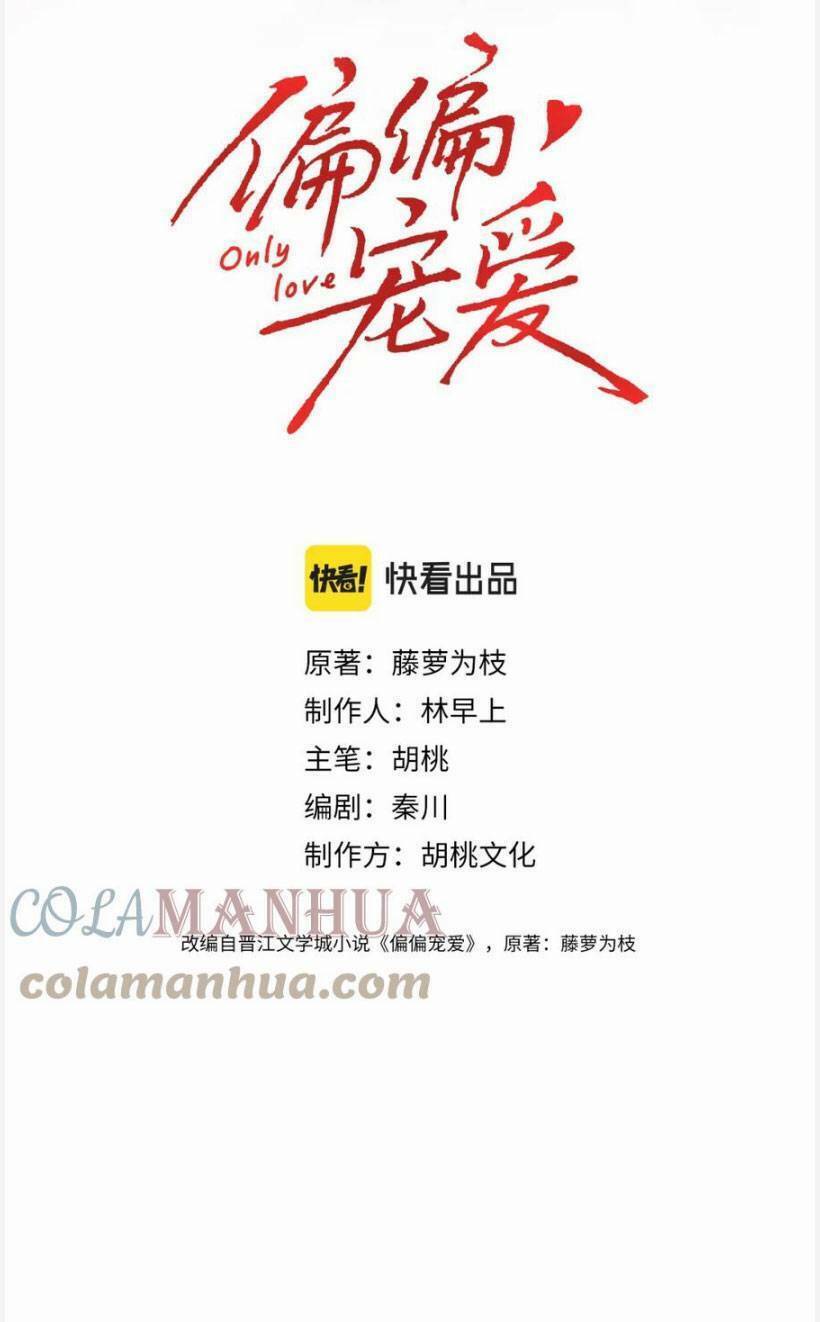 偏偏
宠爱
Only
love
快看! 快看出品
原著：藤萝为枝
制作人：林早上
主笔：胡桃
编剧：秦川
制作方：胡桃文化
COLAMANHUA
改编自晋江文学城小说《偏偏宠爱》，原著：藤萝为枝
colamanhua.com